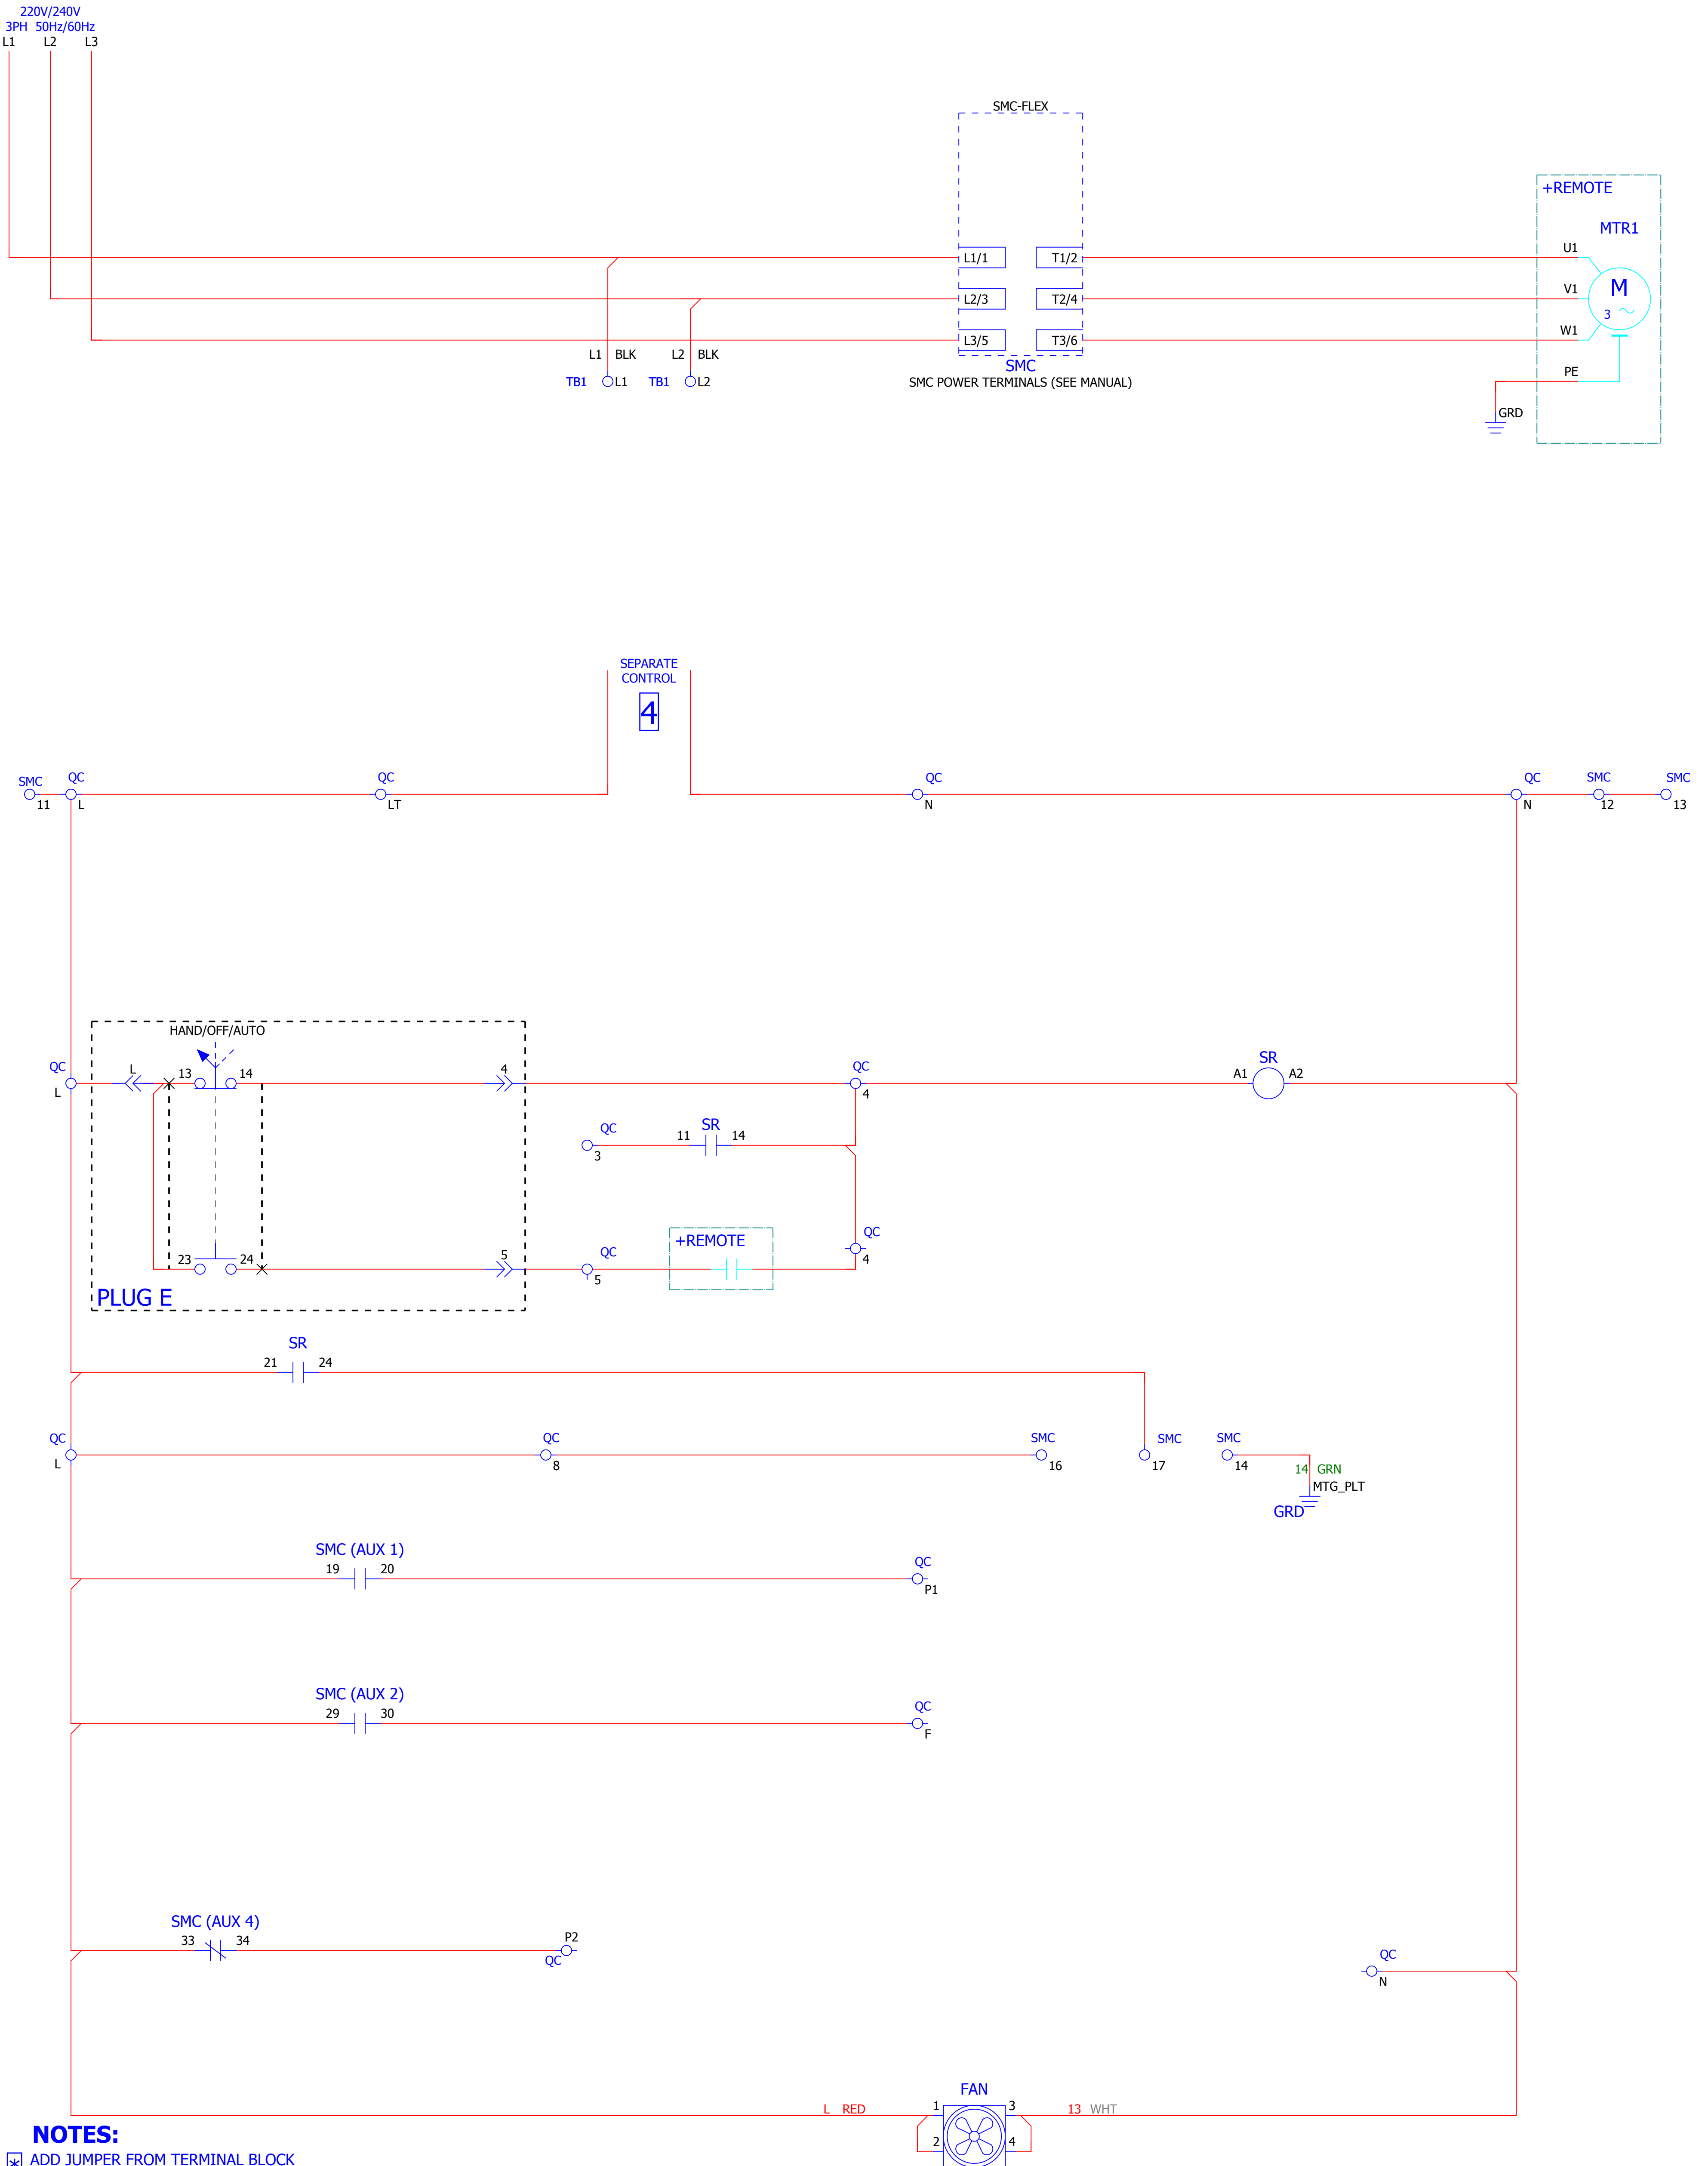 220V/240V
3PH 50Hz/60Hz
L1 L2 L3
SMC-FLEX
+REMOTE
MTR1
L1/1 T1/2 U1
L2/3 T2/4 V1
M
3
L3/5 T3/6 W1
L1 BLK L2 BLK
SMC
TB1 L1 TB1 L2
SMC POWER TERMINALS (SEE MANUAL)
PE
GRD
SEPARATE
CONTROL
4
SMC QC QC QC QC SMC SMC
11 L LT N N 12 13
HAND/OFF/AUTO
QC L 13 14 4 QC SR
A1 A2
L 4
QC 11 SR 14
3
QC
+REMOTE
4
23 24 5 QC
5
PLUG E
SR
21 24
QC QC SMC SMC SMC
L 8 16 17 14
14 GRN
MTG_PLT
GRD
SMC (AUX 1)
19 20 QC
P1
SMC (AUX 2)
29 30 QC
F
SMC (AUX 4)
33 34 P2
QC
QC
N
FAN
L RED 1 3 13 WHT
2 4
NOTES:
* ADD JUMPER FROM TERMINAL BLOCK